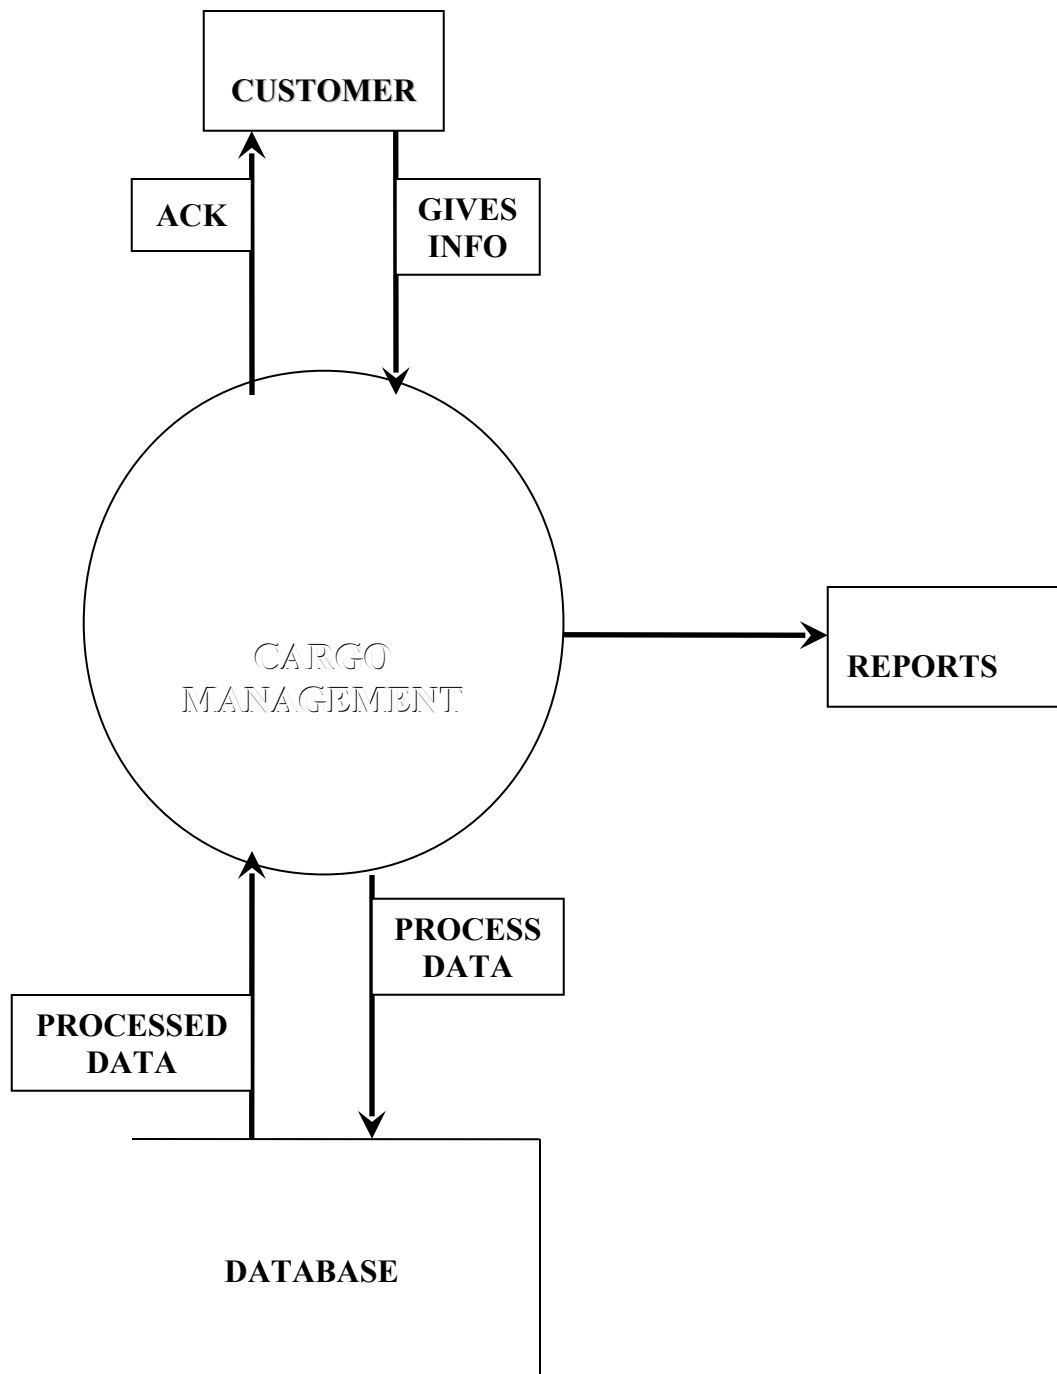 CUSTOMER
ACK
GIVES
INFO
CARGO
MANAGEMENT
REPORTS
PROCESS
DATA
PROCESSED
DATA
DATABASE